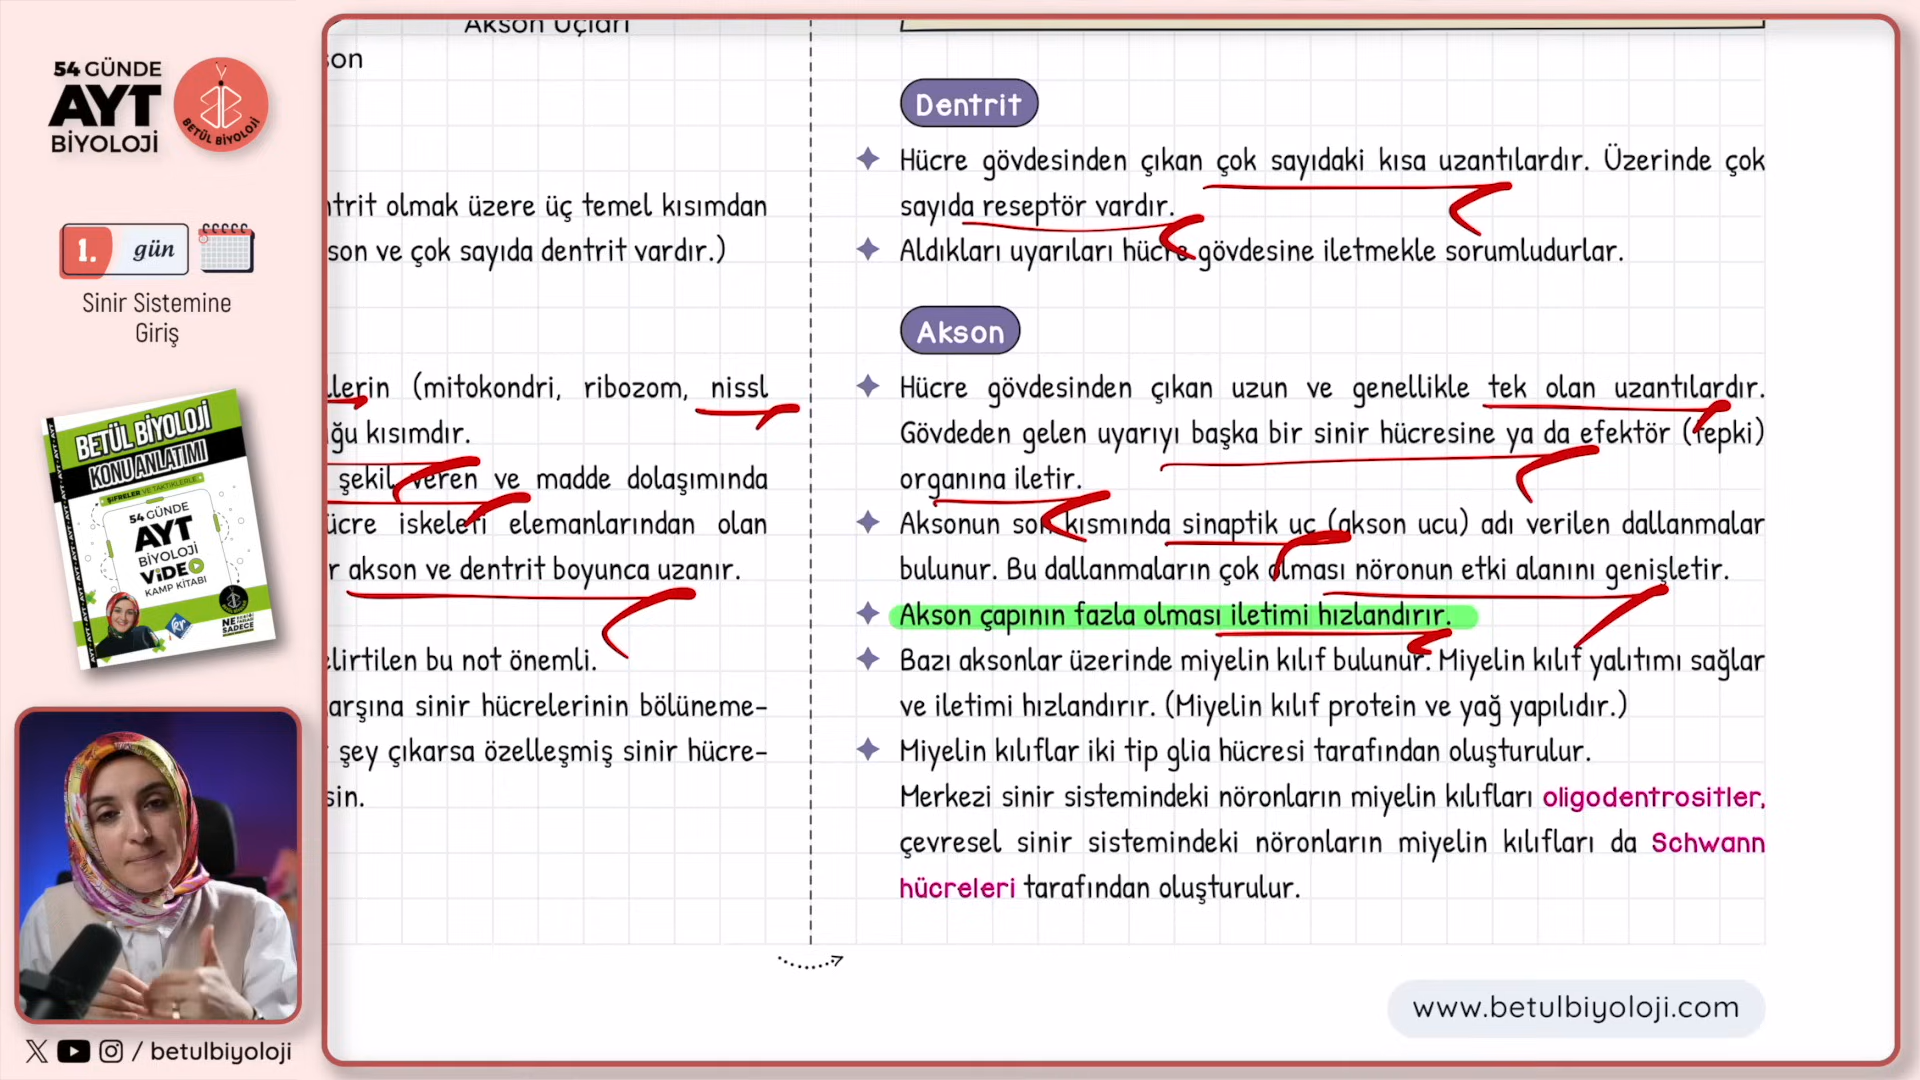 54 GÜNDE
AYT
BİYOLOJİ
BETÜL BİYOLOJİ
1. gün
Sinir Sistemine
Giriş
BETÜL BİYOLOJİ
KONU ANLATIMI
ŞİFRELER VE TAKTİKLERLE
54 GÜNDE
AYT
BİYOLOJİ
VİDEO
KAMP KİTABI
/ betulbiyoloji
Akson Uçları
son
ntrit olmak üzere üç temel kısımdan
son ve çok sayıda dentrit vardır.)
llerin (mitokondri, ribozom, nissl
ğu kısımdır.
şekil veren ve madde dolaşımında
ücre iskeleti elemanlarından olan
r akson ve dentrit boyunca uzanır.
elirtilen bu not önemli.
arşına sinir hücrelerinin bölüneme-
şey çıkarsa özelleşmiş sinir hücre-
sin.
Dentrit
Hücre gövdesinden çıkan çok sayıdaki kısa uzantılardır. Üzerinde çok
sayıda reseptör vardır.
Aldıkları uyarıları hücre gövdesine iletmekle sorumludurlar.
Akson
Hücre gövdesinden çıkan uzun ve genellikle tek olan uzantılardır.
Gövdeden gelen uyarıyı başka bir sinir hücresine ya da efektör (tepki)
organına iletir.
Aksonun son kısmında sinaptik uç (akson ucu) adı verilen dallanmalar
bulunur. Bu dallanmaların çok olması nöronun etki alanını genişletir.
Akson çapının fazla olması iletimi hızlandırır.
Bazı aksonlar üzerinde miyelin kılıf bulunur. Miyelin kılıf yalıtımı sağlar
ve iletimi hızlandırır. (Miyelin kılıf protein ve yağ yapılıdır.)
Miyelin kılıflar iki tip glia hücresi tarafından oluşturulur.
Merkezi sinir sistemindeki nöronların miyelin kılıfları oligodentrositler,
çevresel sinir sistemindeki nöronların miyelin kılıfları da Schwann
hücreleri tarafından oluşturulur.
www.betulbiyoloji.com